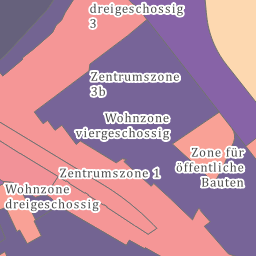 dreigeschossig
3
Zentrumszone
3b
Wohnzone
viergeschossig
Zone für
öffentliche
Bauten
Zentrumszone 1
Wohnzone
dreigeschossig